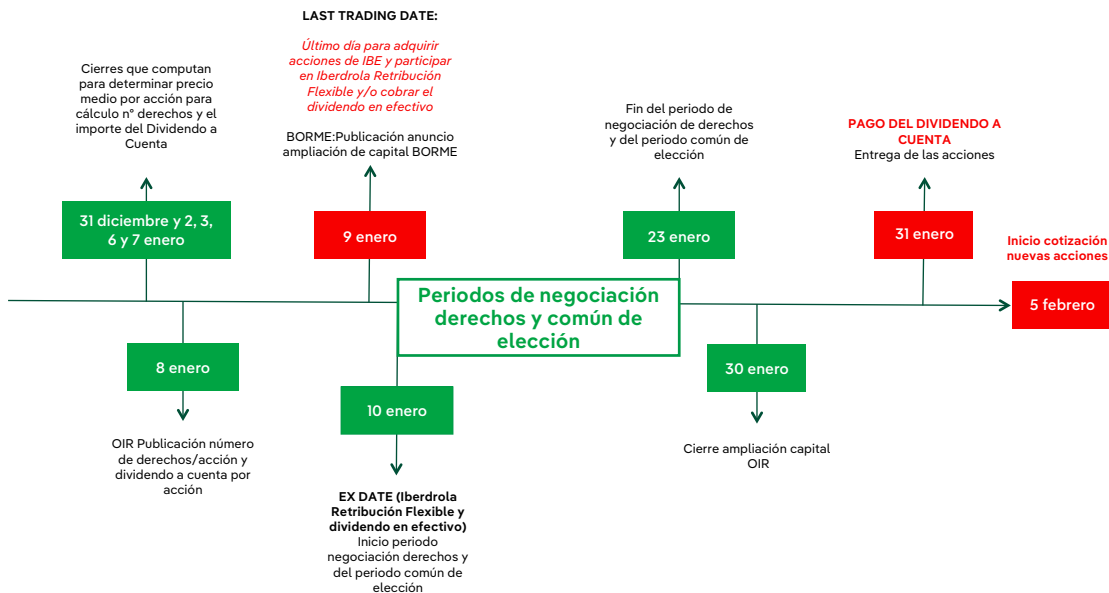 LAST TRADING DATE:
Último día para adquirir
acciones de IBE y participar
en Iberdrola Retribución
Flexible y/o cobrar el
dividendo en efectivo
BORME:Publicación anuncio
ampliación de capital BORME
Cierres que computan
para determinar precio
medio por acción para
cálculo nº derechos y el
importe del Dividendo a
Cuenta
Fin del periodo de
negociación de derechos
y del periodo común de
elección
PAGO DEL DIVIDENDO A
CUENTA
Entrega de las acciones
31 diciembre y 2, 3,
6 y 7 enero
9 enero
23 enero
31 enero
Inicio cotización
nuevas acciones
5 febrero
Periodos de negociación
derechos y común de
elección
8 enero
10 enero
30 enero
OIR Publicación número
de derechos/acción y
dividendo a cuenta por
acción
EX DATE (Iberdrola
Retribución Flexible y
dividendo en efectivo)
Inicio periodo
negociación derechos y
del periodo común de
elección
Cierre ampliación capital
OIR